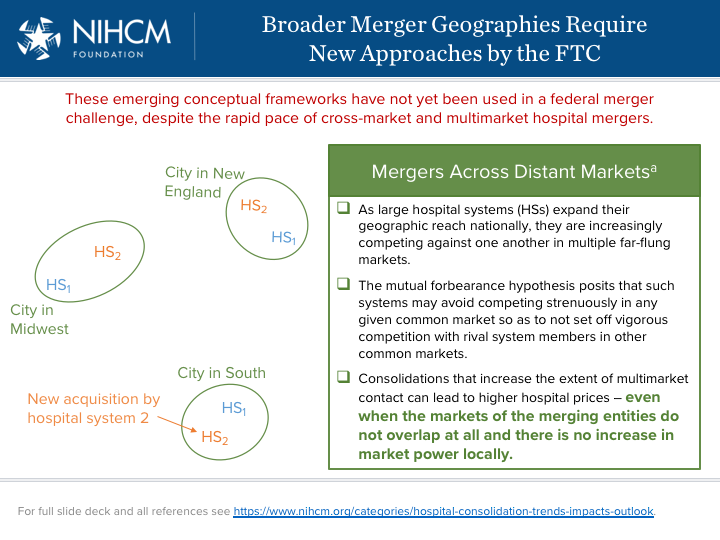 NIHCM
FOUNDATION
Broader Merger Geographies Require
New Approaches by the FTC
These emerging conceptual frameworks have not yet been used in a federal merger
challenge, despite the rapid pace of cross-market and multimarket hospital mergers.
City in New
England
HS2
HS1
HS2
HS1
City in
Midwest
City in South
New acquisition by
hospital system 2
HS1
HS2
Mergers Across Distant Marketsa
❑ As large hospital systems (HSs) expand their
geographic reach nationally, they are increasingly
competing against one another in multiple far-flung
markets.
❑ The mutual forbearance hypothesis posits that such
systems may avoid competing strenuously in any
given common market so as to not set off vigorous
competition with rival system members in other
common markets.
❑ Consolidations that increase the extent of multimarket
contact can lead to higher hospital prices – even
when the markets of the merging entities do
not overlap at all and there is no increase in
market power locally.
For full slide deck and all references see https://www.nihcm.org/categories/hospital-consolidation-trends-impacts-outlook.